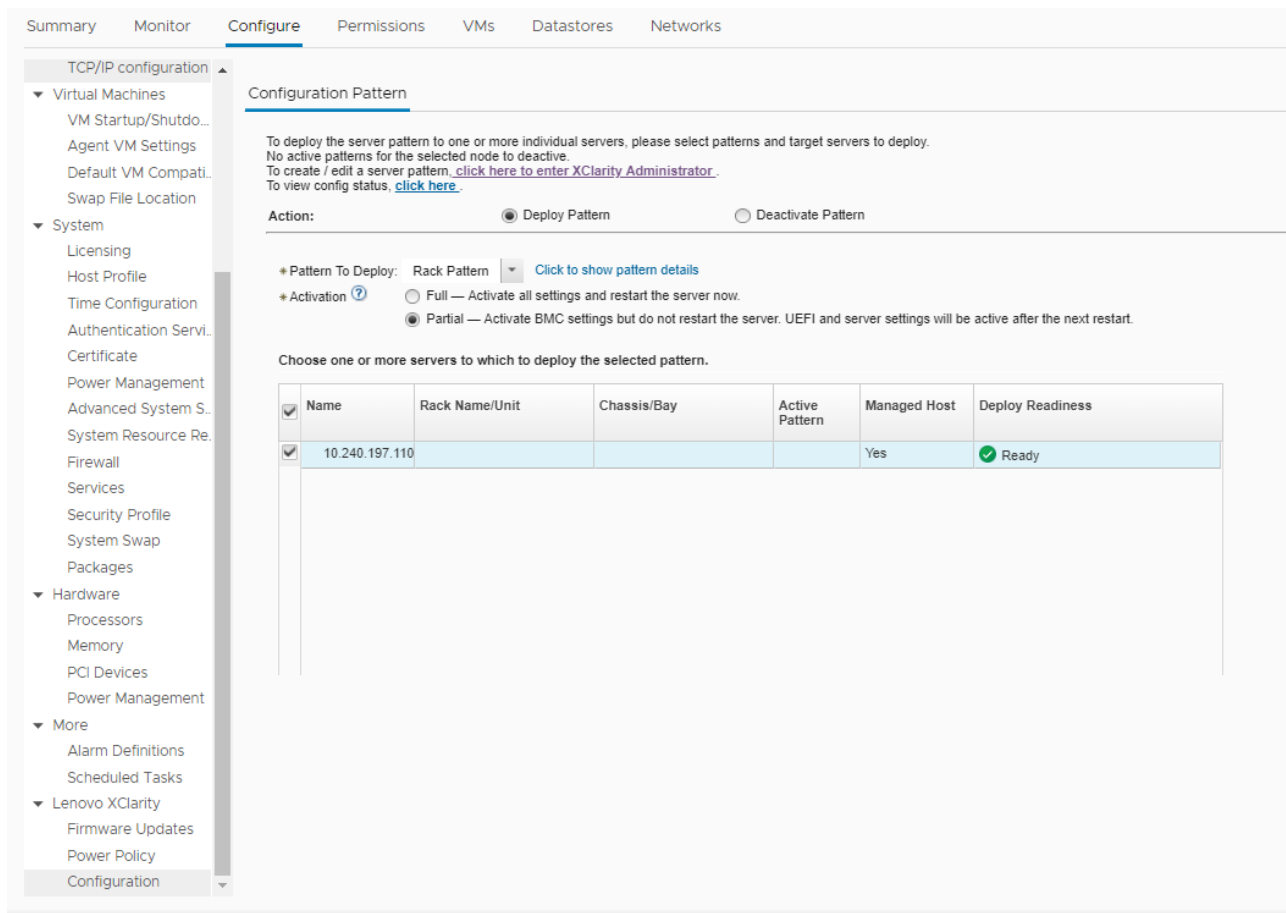 Summary Monitor Configure Permissions VMs Datastores Networks
TCP/IP configuration
Virtual Machines
VM Startup/Shutdo...
Agent VM Settings
Default VM Compati..
Swap File Location
System
Licensing
Host Profile
Time Configuration
Authentication Servi..
Certificate
Power Management
Advanced System S..
System Resource Re.
Firewall
Services
Security Profile
System Swap
Packages
Hardware
Processors
Memory
PCI Devices
Power Management
More
Alarm Definitions
Scheduled Tasks
Lenovo XClarity
Firmware Updates
Power Policy
Configuration
Configuration Pattern
To deploy the server pattern to one or more individual servers, please select patterns and target servers to deploy.
No active patterns for the selected node to deactive.
To create / edit a server pattern, click here to enter XClarity Administrator .
To view config status, click here .
Action: Deploy Pattern Deactivate Pattern
*Pattern To Deploy: Rack Pattern Click to show pattern details
*Activation ? Full — Activate all settings and restart the server now.
Partial — Activate BMC settings but do not restart the server. UEFI and server settings will be active after the next restart.
Choose one or more servers to which to deploy the selected pattern.
Name Rack Name/Unit Chassis/Bay Active Pattern Managed Host Deploy Readiness
10.240.197.110 Yes Ready